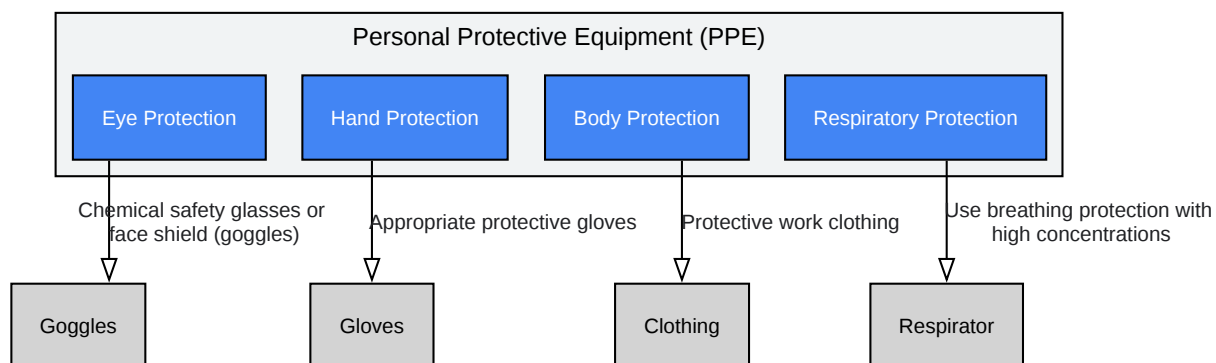 Personal Protective Equipment (PPE)
Eye Protection
Hand Protection
Body Protection
Respiratory Protection
Chemical safety glasses or
face shield (goggles)
Appropriate protective gloves
Protective work clothing
Use breathing protection with
high concentrations
Goggles
Gloves
Clothing
Respirator